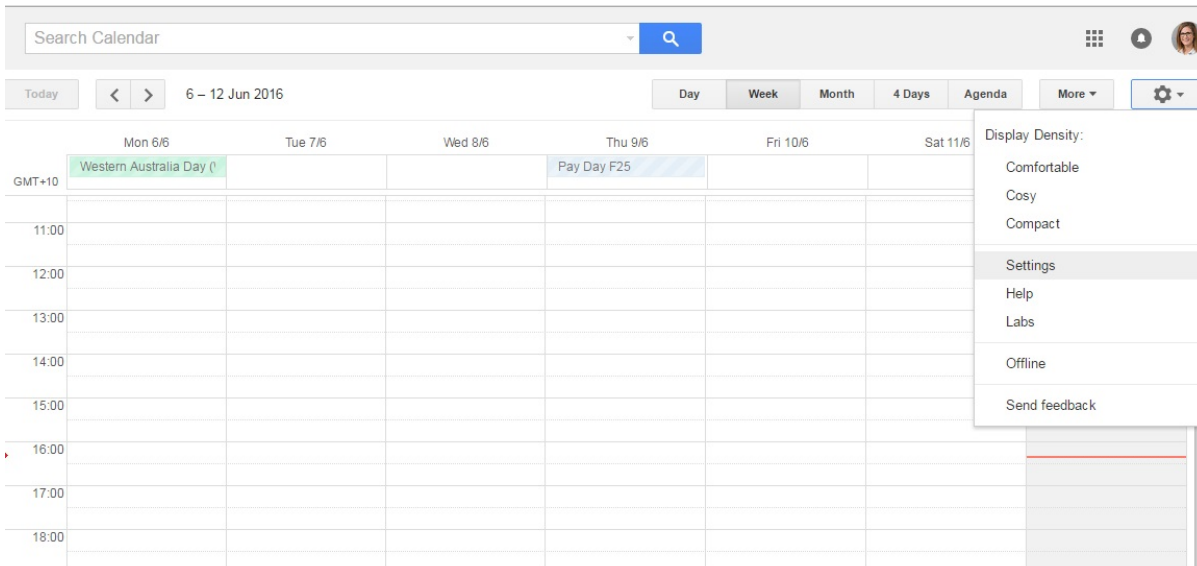 Search Calendar
Today
6 – 12 Jun 2016
Day
Week
Month
4 Days
Agenda
More
Mon 6/6
Tue 7/6
Wed 8/6
Thu 9/6
Fri 10/6
Sat 11/6
Display Density:
Comfortable
Cosy
Compact
Settings
Help
Labs
Offline
Send feedback
GMT+10
Western Australia Day (
Pay Day F25
11:00
12:00
13:00
14:00
15:00
16:00
17:00
18:00